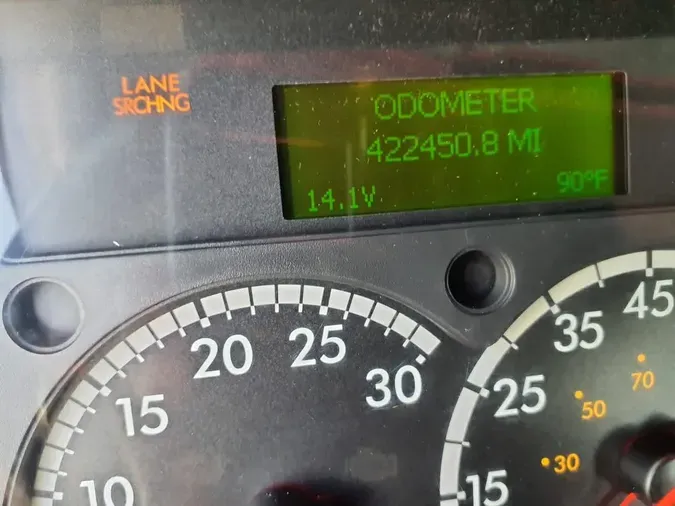 LANE
SRCHNG
ODOMETER
422450.8 MI
14.1V 90°F
10 15 20 25 30
15 25 35 45
30 50 70